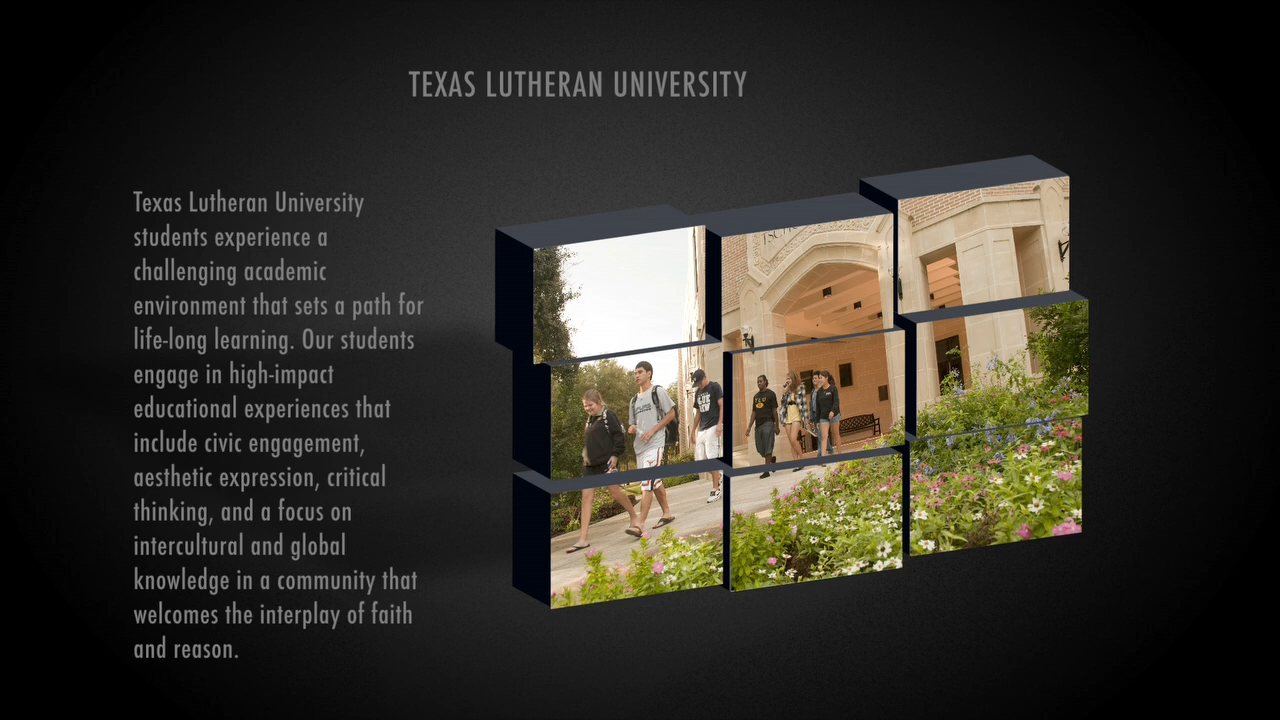 TEXAS LUTHERAN UNIVERSITY
Texas Lutheran University
students experience a
challenging academic
environment that sets a path for
life-long learning. Our students
engage in high-impact
educational experiences that
include civic engagement,
aesthetic expression, critical
thinking, and a focus on
intercultural and global
knowledge in a community that
welcomes the interplay of faith
and reason.
TLU